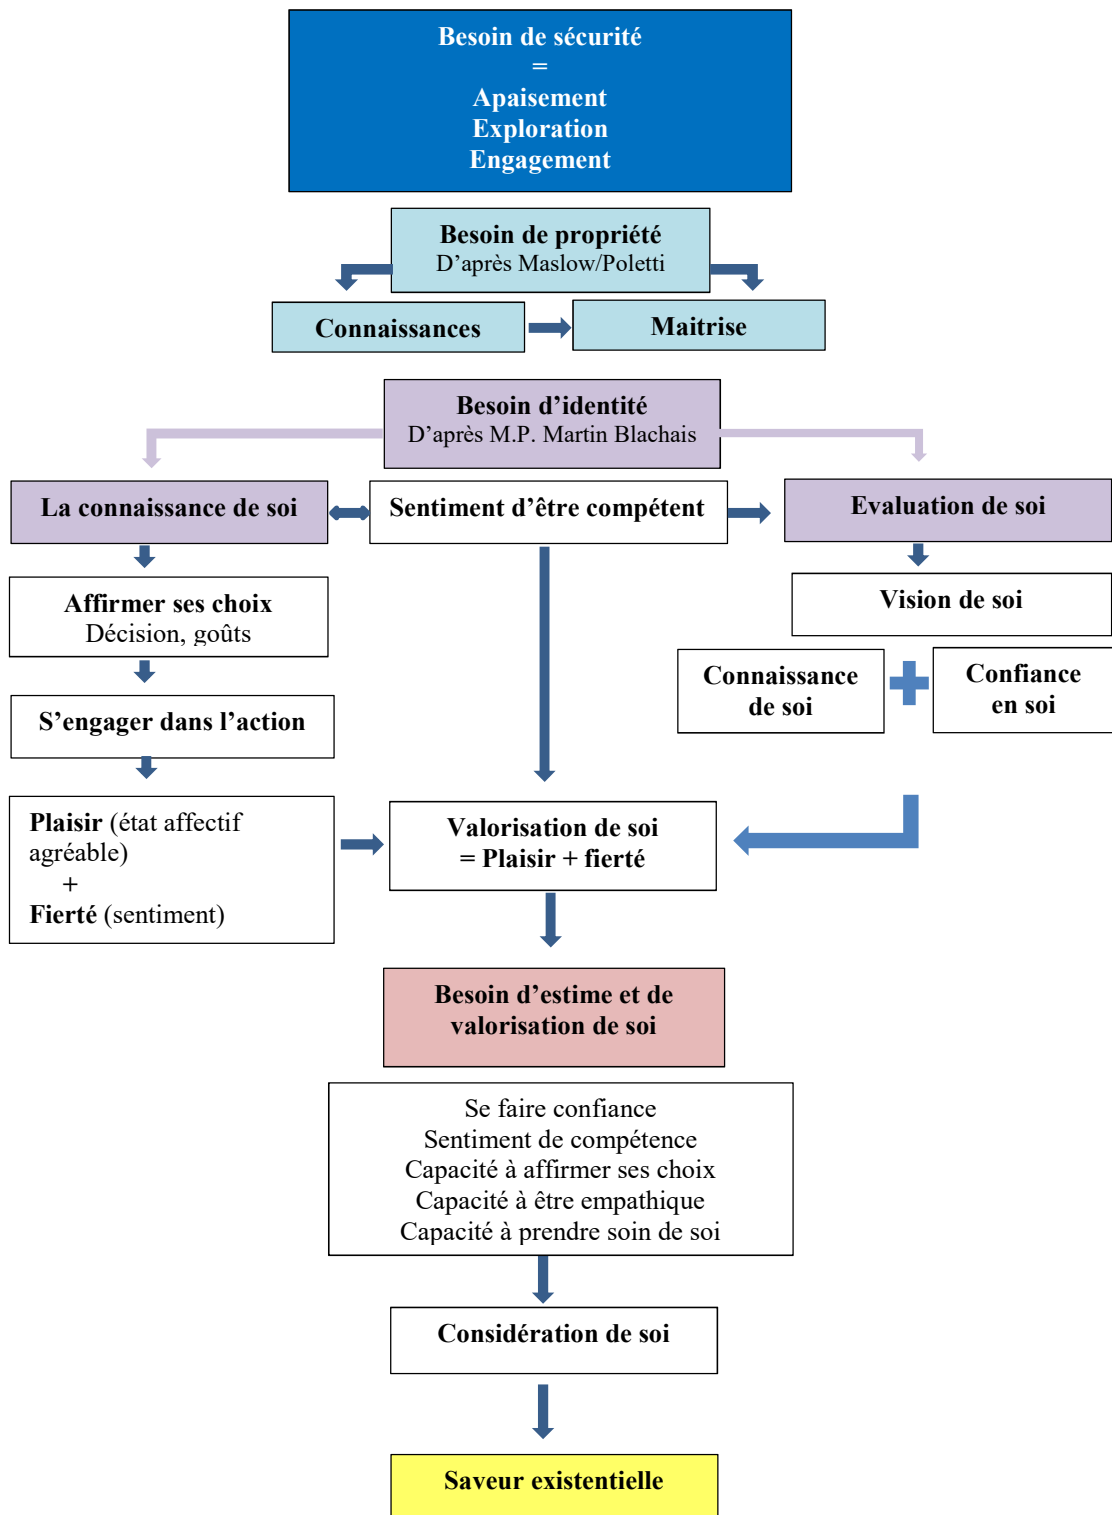 Besoin de sécurité
=
Apaisement
Exploration
Engagement
Besoin de propriété
D’après Maslow/Poletti
Connaissances
Maitrise
Besoin d’identité
D’après M.P. Martin Blachais
La connaissance de soi
Sentiment d’être compétent
Evaluation de soi
Affirmer ses choix
Décision, goûts
Vision de soi
S’engager dans l’action
Connaissance
de soi
Confiance
en soi
Plaisir (état affectif
agréable)
+
Fierté (sentiment)
Valorisation de soi
= Plaisir + fierté
Besoin d’estime et de
valorisation de soi
Se faire confiance
Sentiment de compétence
Capacité à affirmer ses choix
Capacité à être empathique
Capacité à prendre soin de soi
Considération de soi
Saveur existentielle